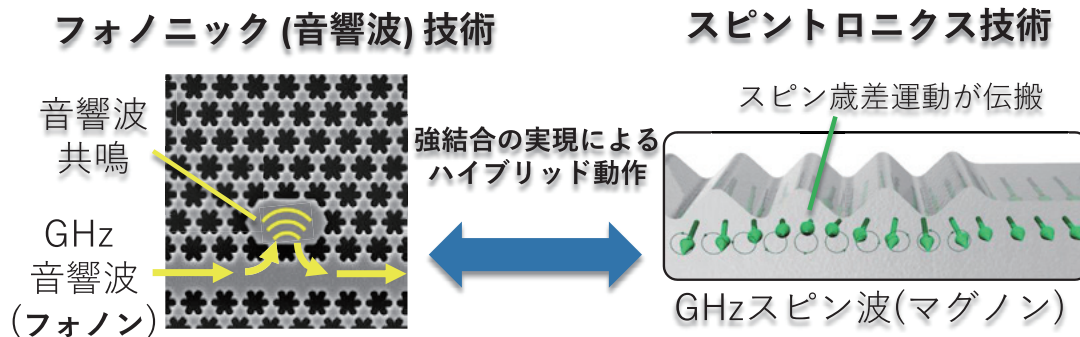 フォノニック (音響波) 技術
音響波
共鳴
GHz
音響波
(フォノン)
強結合の実現による
ハイブリッド動作
スピントロニクス技術
スピン歳差運動が伝搬
GHzスピン波(マグノン)